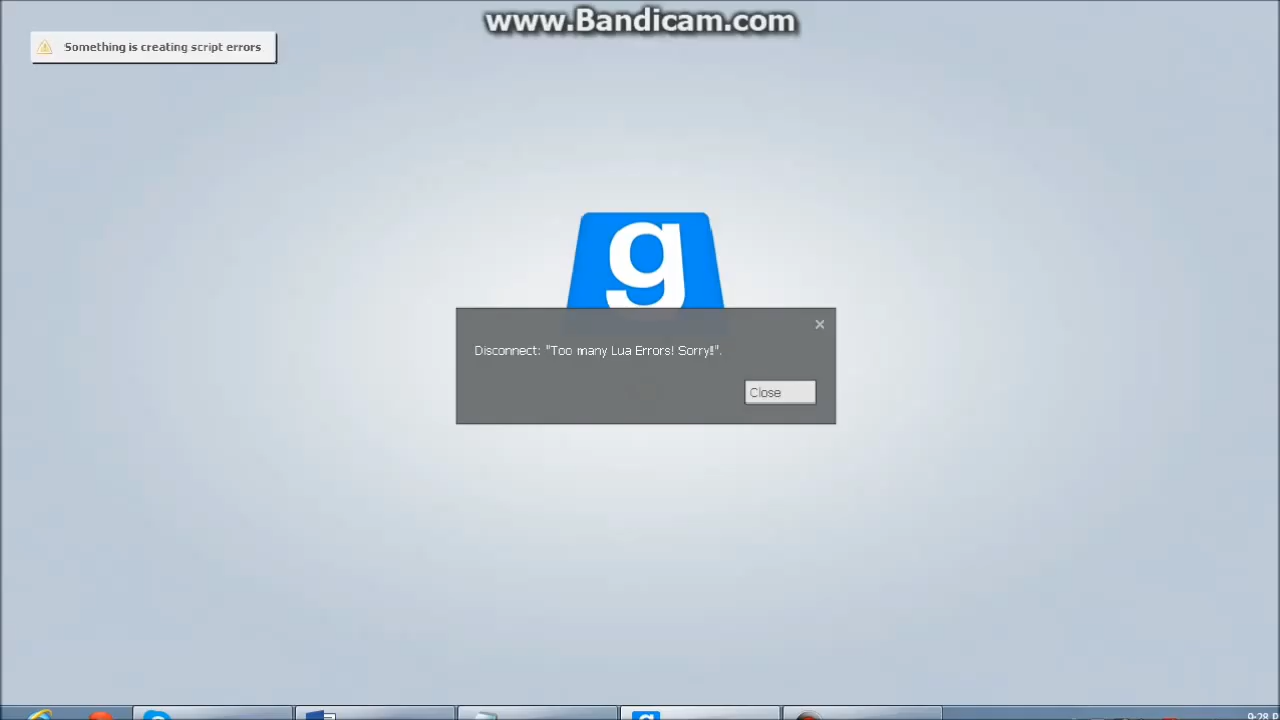 www.Bandicam.com
Something is creating script errors
g
Disconnect: "Too many Lua Errors! Sorry!!".
Close
g